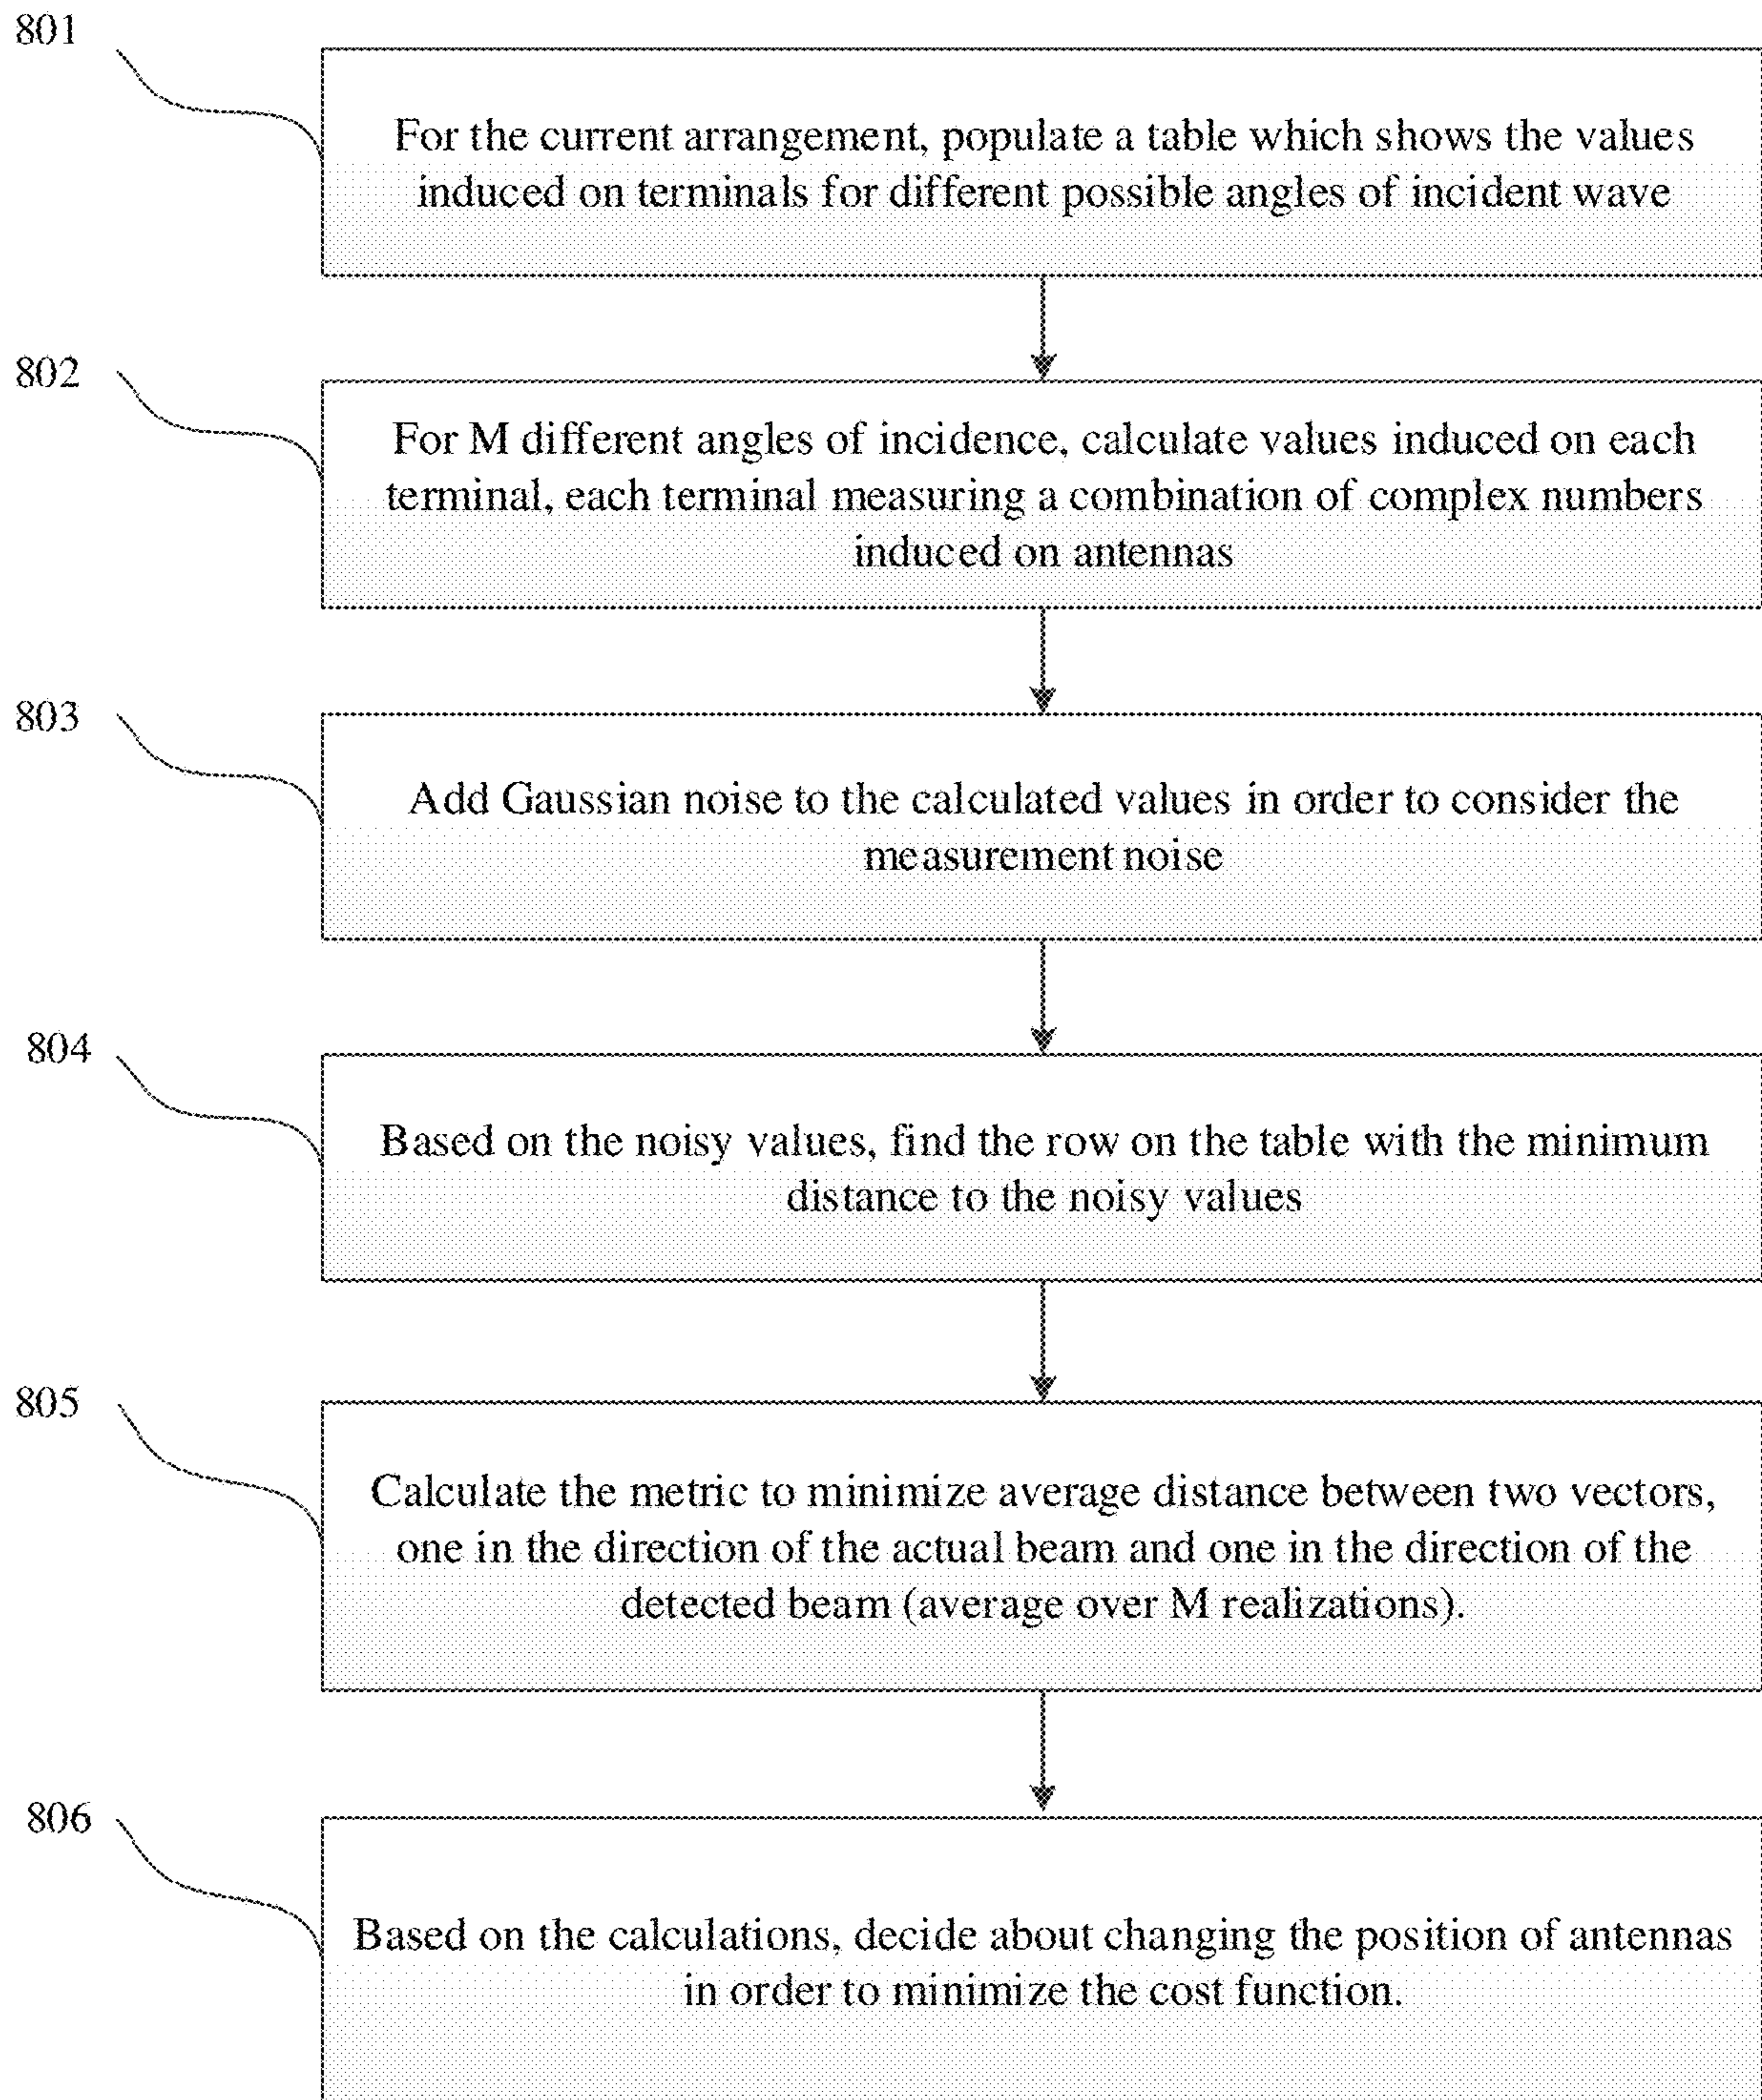 801
For the current arrangement, populate a table which shows the values
induced on terminals for different possible angles of incident wave
802
For M different angles of incidence, calculate values induced on each
terminal, each terminal measuring a combination of complex numbers
induced on antennas
803
Add Gaussian noise to the calculated values in order to consider the
measurement noise
804
Based on the noisy values, find the row on the table with the minimum
distance to the noisy values
805
Calculate the metric to minimize average distance between two vectors,
one in the direction of the actual beam and one in the direction of the
detected beam (average over M realizations).
806
Based on the calculations, decide about changing the position of antennas
in order to minimize the cost function.